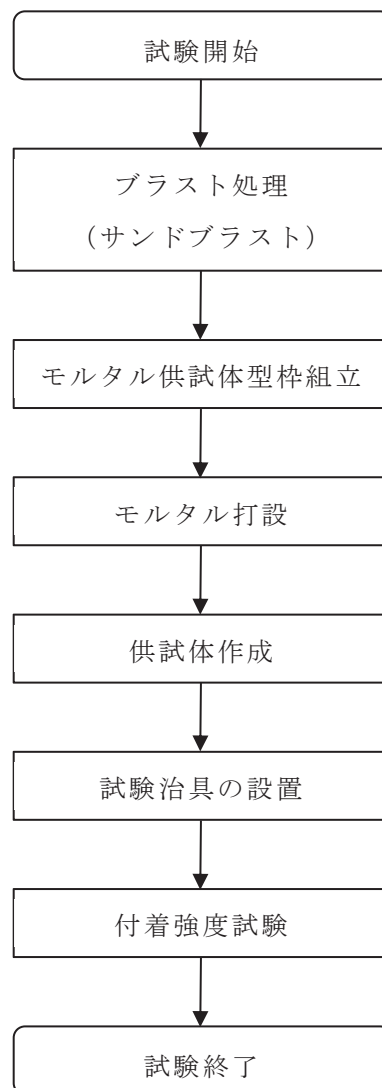 試験開始
ブラスト処理
（サンドブラスト）
モルタル供試体型枠組立
モルタル打設
供試体作成
試験治具の設置
付着強度試験
試験終了